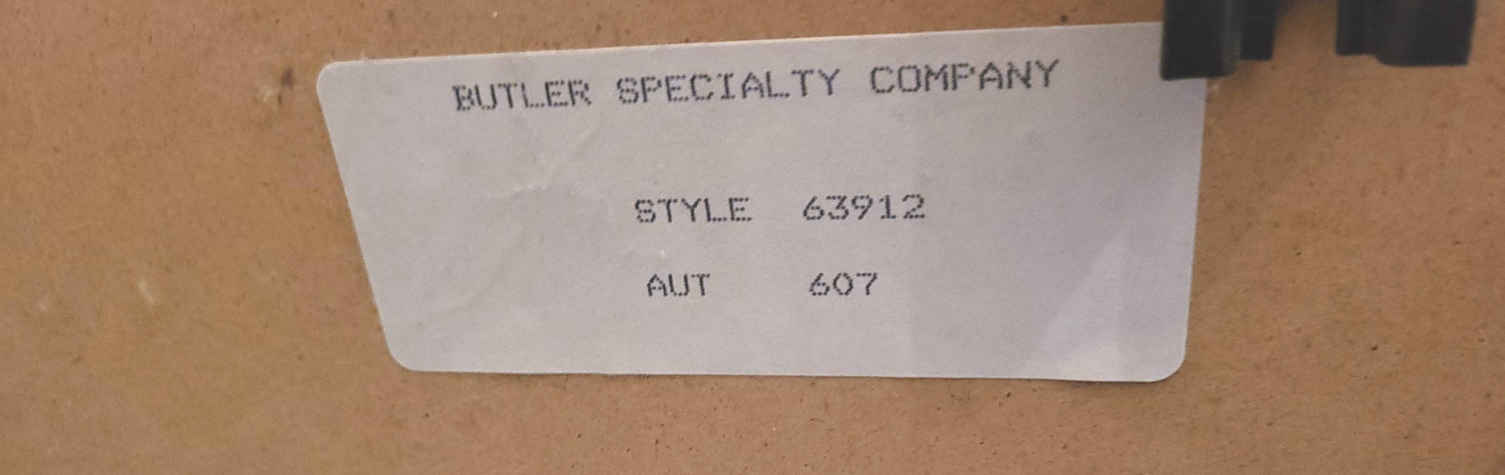 BUTLER SPECIALTY COMPANY
STYLE 63912
AUT 607